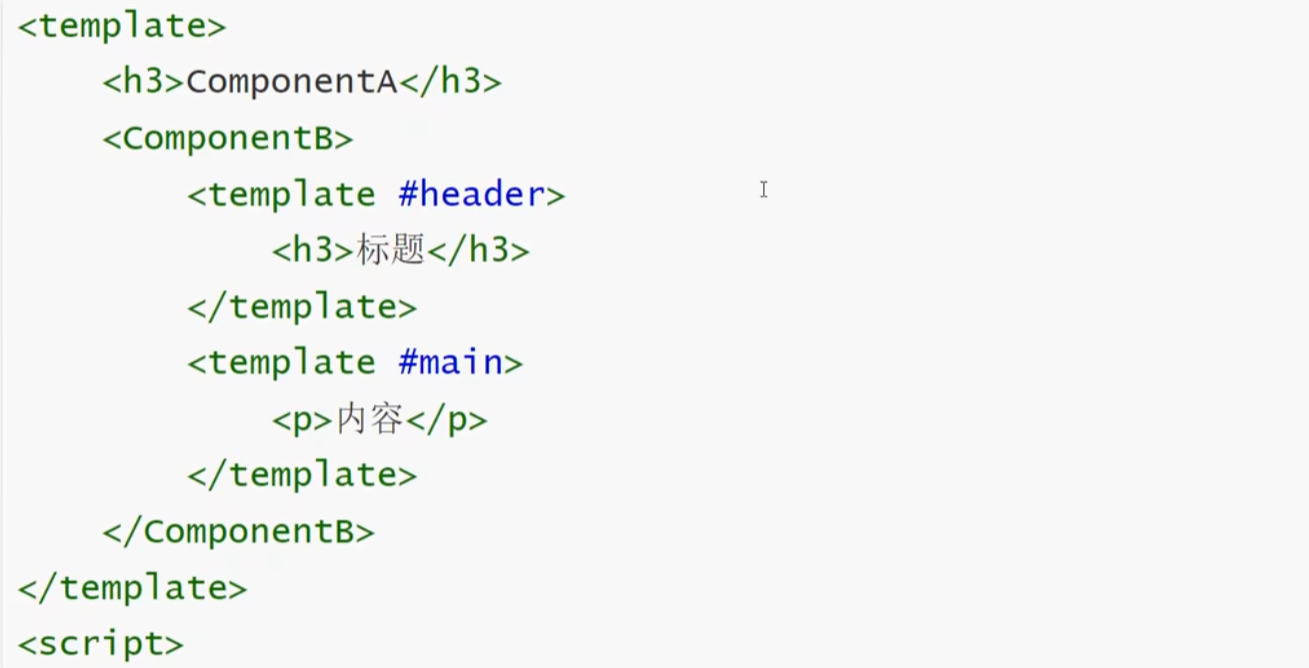 <template>
<h3>ComponentA</h3>
<ComponentB>
<template #header>
<h3>标题</h3>
</template>
<template #main>
<p>内容</p>
</template>
</ComponentB>
</template>
<script>